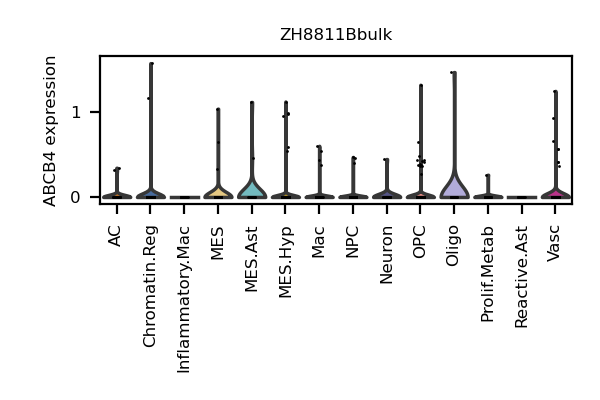 ZH8811Bbulk
ABCB4 expression
1
0
AC
Chromatin.Reg
Inflammatory.Mac
MES
MES.Ast
MES.Hyp
Mac
NPC
Neuron
OPC
Oligo
Prolif.Metab
Reactive.Ast
Vasc